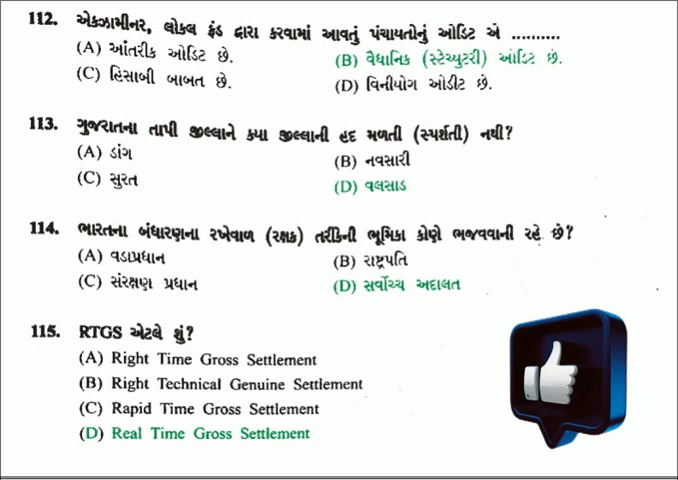 112. એકઝામીનર, લોકલ ફંડ દ્વારા કરવામાં આવતું પંચાયતોનું ઓડિટ એ ..........
(A) આંતરીક ઓડિટ છે.
(B) વૈધાનિક (સ્ટેચ્યુટરી) ઓડિટ છે.
(C) હિસાબી બાબત છે.
(D) વિનીયોગ ઓડીટ છે.
113. ગુજરાતના તાપી જીલ્લાને કયા જીલ્લાની હદ મળતી (સ્પર્શતી) નથી?
(A) ડાંગ
(B) નવસારી
(C) સુરત
(D) વલસાડ
114. ભારતના બંધારણના રખેવાળ (રક્ષક) તરીકેની ભૂમિકા કોણે ભજવવાની રહે છે?
(A) વડાપ્રધાન
(B) રાષ્ટ્રપતિ
(C) સંરક્ષણ પ્રધાન
(D) સર્વોચ્ચ અદાલત
115. RTGS એટલે શું?
(A) Right Time Gross Settlement
(B) Right Technical Genuine Settlement
(C) Rapid Time Gross Settlement
(D) Real Time Gross Settlement